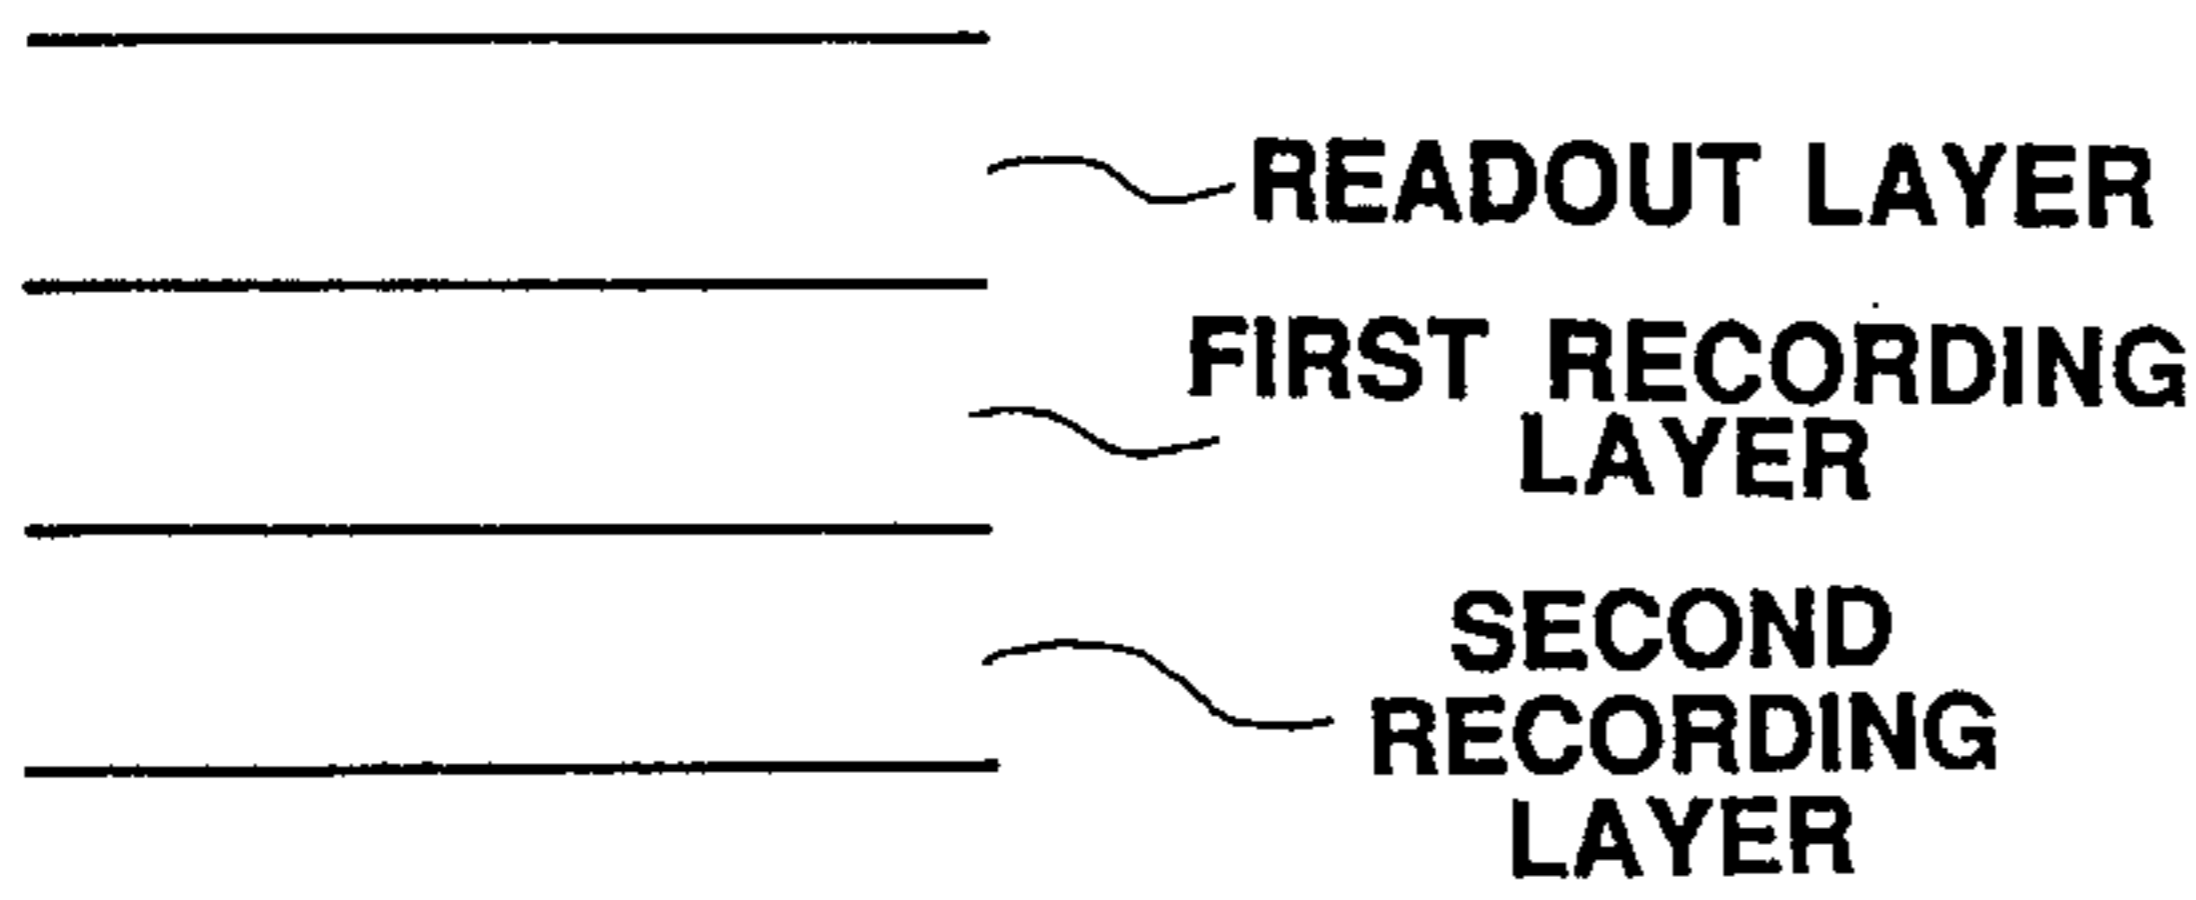 READOUT LAYER
FIRST RECORDING
LAYER
SECOND
RECORDING
LAYER